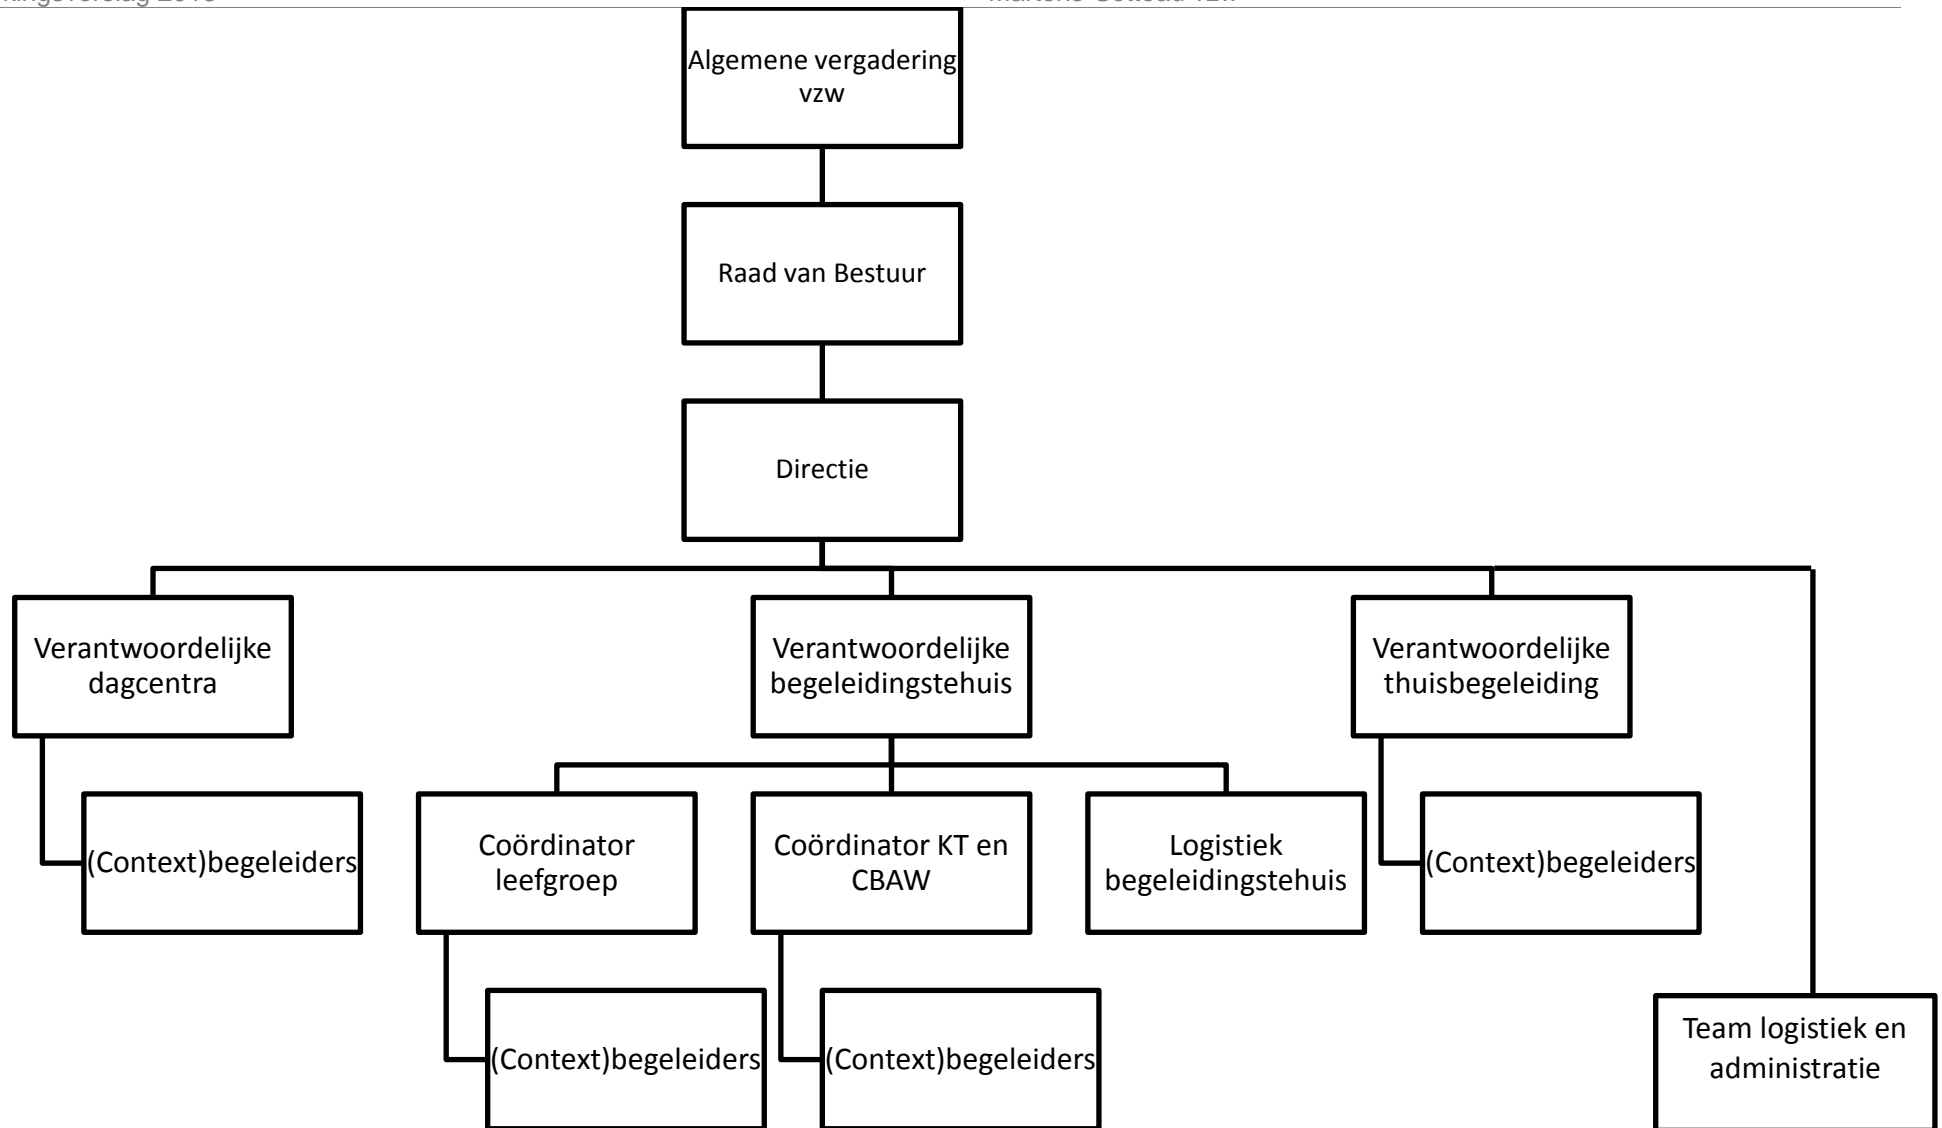 Algemene vergadering
vzw
Raad van Bestuur
Directie
Verantwoordelijke
dagcentra
Verantwoordelijke
begeleidingstehuis
Verantwoordelijke
thuisbegeleiding
(Context)begeleiders
Coördinator
leefgroep
Coördinator KT en
CBAW
Logistiek
begeleidingstehuis
(Context)begeleiders
(Context)begeleiders
(Context)begeleiders
Team logistiek en
administratie